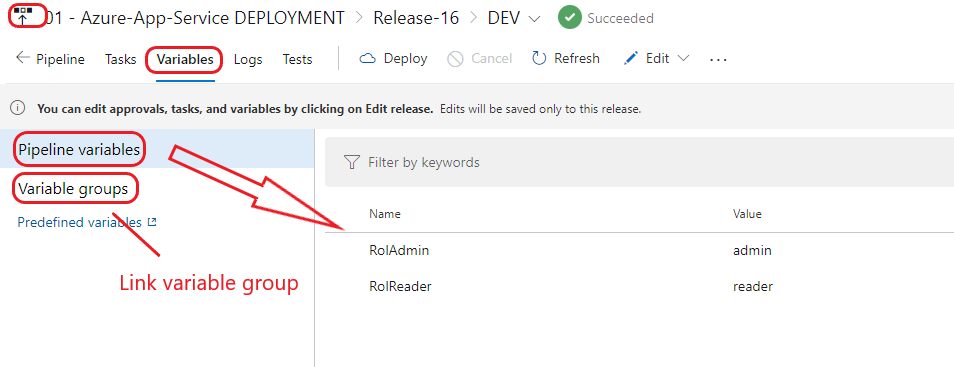 01 - Azure-App-Service DEPLOYMENT > Release-16 > DEV Succeeded
Pipeline Tasks Variables Logs Tests Deploy Cancel Refresh Edit ...
You can edit approvals, tasks, and variables by clicking on Edit release. Edits will be saved only to this release.
Pipeline variables
Variable groups
Predefined variables
Link variable group
Filter by keywords
Name Value
RolAdmin admin
RolReader reader